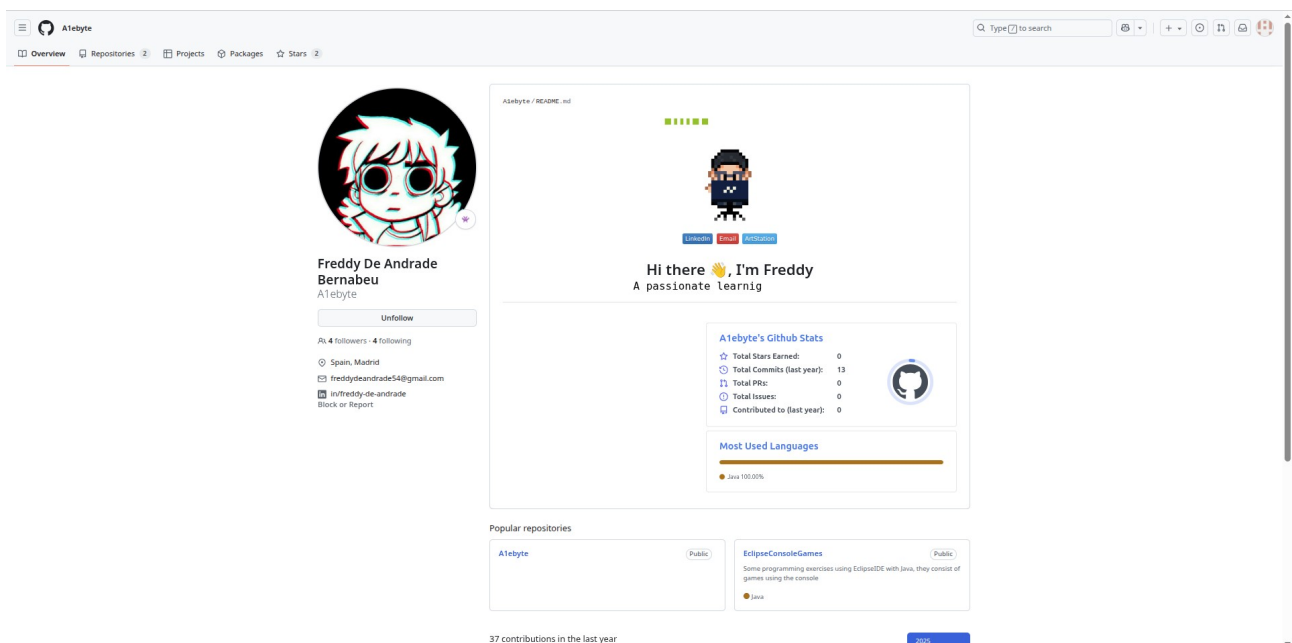 A1ebyte
Type / to search
Overview
Repositories 2
Projects
Packages
Stars 2
Freddy De Andrade
Bernabeu
A1ebyte
Unfollow
4 followers · 4 following
Spain, Madrid
freddydeandrade54@gmail.com
in/freddy-de-andrade
Block or Report
A1ebyte / README.md
LinkedIn Email ArtStation
Hi there 👋, I'm Freddy
A passionate learnig
A1ebyte's Github Stats
Total Stars Earned: 0
Total Commits (last year): 13
Total PRs: 0
Total Issues: 0
Contributed to (last year): 0
Most Used Languages
Java 100.00%
Popular repositories
A1ebyte Public
EclipseConsoleGames Public
Some programming exercises using EclipseIDE with Java, they consist of
games using the console
Java
37 contributions in the last year
2025